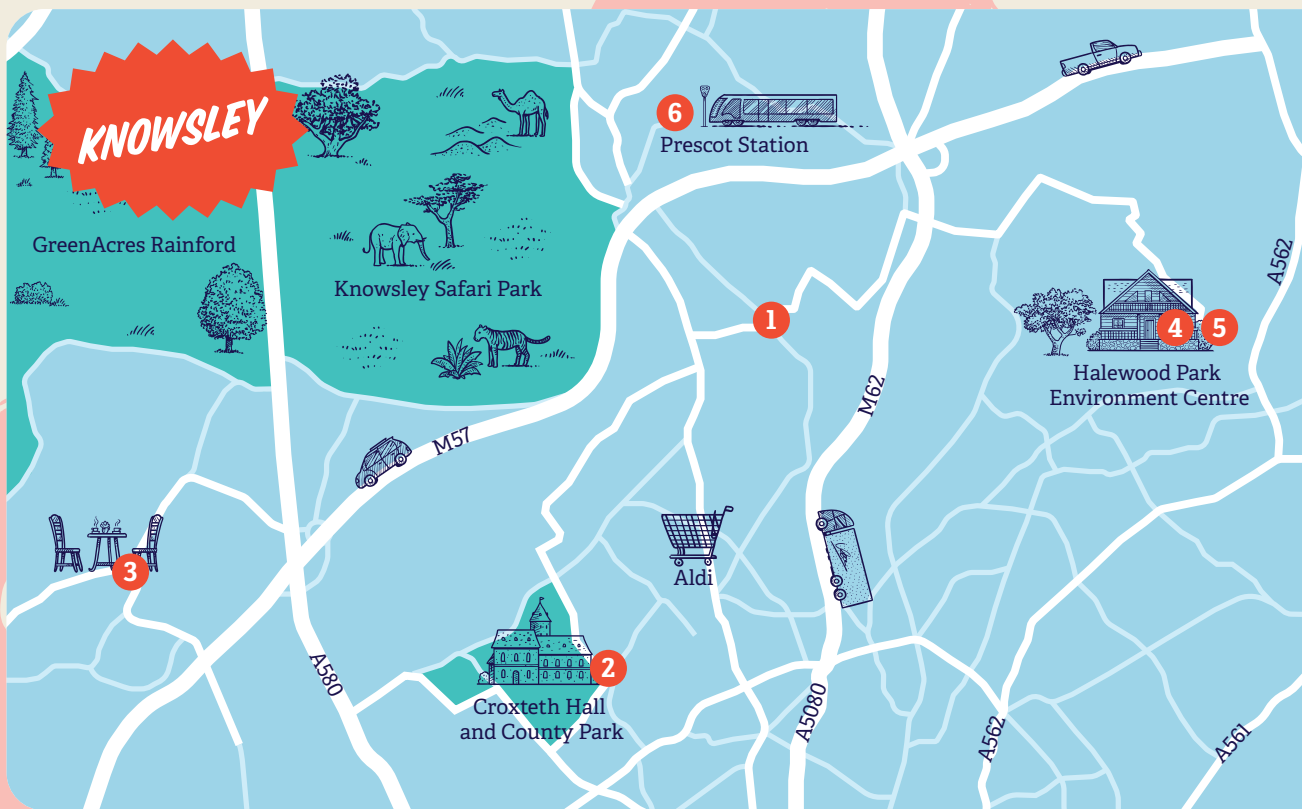 KNOWSLEY
6
Prescot Station
GreenAcres Rainford
Knowsley Safari Park
A562
1
4
5
Halewood Park
Environment Centre
M62
M57
3
Aldi
2
A580
Croxteth Hall
and County Park
A5080
A562
A561